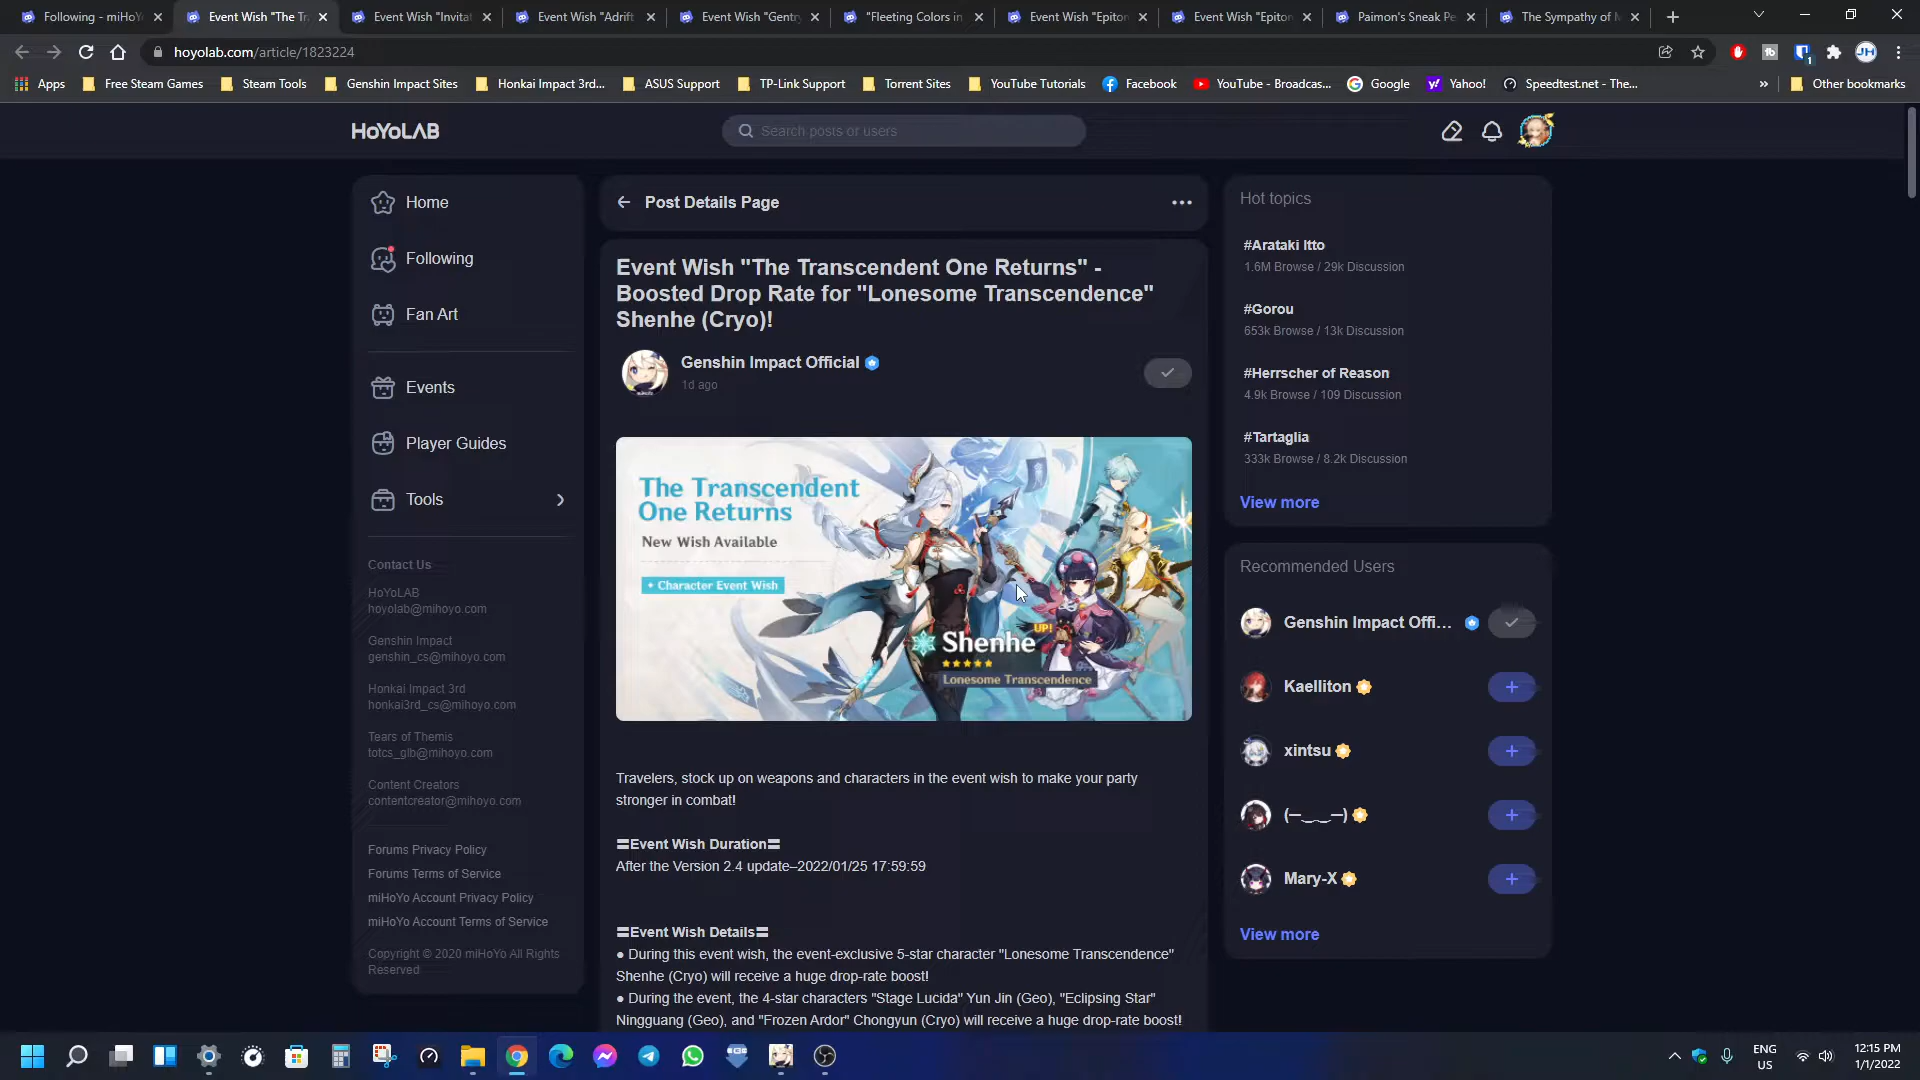 Following - miHoY
Event Wish "The Tr
Event Wish "Invitat
Event Wish "Adrift
Event Wish "Gentry
"Fleeting Colors in
Event Wish "Epiton
Event Wish "Epiton
Paimon's Sneak Pe
The Sympathy of M
hoyolab.com/article/1823224
Apps
Free Steam Games
Steam Tools
Genshin Impact Sites
Honkai Impact 3rd...
ASUS Support
TP-Link Support
Torrent Sites
YouTube Tutorials
Facebook
YouTube - Broadcas...
Google
Yahoo!
Speedtest.net - The...
»
Other bookmarks
HoYoLAB
Search posts or users
Home
Following
Fan Art
Events
Player Guides
Tools
Contact Us
HoYoLAB
hoyolab@mihoyo.com
Genshin Impact
genshin_cs@mihoyo.com
Honkai Impact 3rd
honkai3rd_cs@mihoyo.com
Tears of Themis
totcs_glb@mihoyo.com
Content Creators
contentcreator@mihoyo.com
Forums Privacy Policy
Forums Terms of Service
miHoYo Account Privacy Policy
miHoYo Account Terms of Service
Copyright © 2020 miHoYo All Rights
Reserved
Post Details Page
Event Wish "The Transcendent One Returns" -
Boosted Drop Rate for "Lonesome Transcendence"
Shenhe (Cryo)!
Genshin Impact Official
1d ago
The Transcendent
One Returns
New Wish Available
+ Character Event Wish
UP!
Shenhe
Lonesome Transcendence
Travelers, stock up on weapons and characters in the event wish to make your party
stronger in combat!
〓Event Wish Duration〓
After the Version 2.4 update–2022/01/25 17:59:59
〓Event Wish Details〓
● During this event wish, the event-exclusive 5-star character "Lonesome Transcendence"
Shenhe (Cryo) will receive a huge drop-rate boost!
● During the event, the 4-star characters "Stage Lucida" Yun Jin (Geo), "Eclipsing Star"
Ningguang (Geo), and "Frozen Ardor" Chongyun (Cryo) will receive a huge drop-rate boost!
Hot topics
#Arataki Itto
1.6M Browse / 29k Discussion
#Gorou
653k Browse / 13k Discussion
#Herrscher of Reason
4.9k Browse / 109 Discussion
#Tartaglia
333k Browse / 8.2k Discussion
View more
Recommended Users
Genshin Impact Offi...
Kaelliton
xintsu
(—‿‿—)
Mary-X
View more
JH
1
ENG
US
12:15 PM
1/1/2022